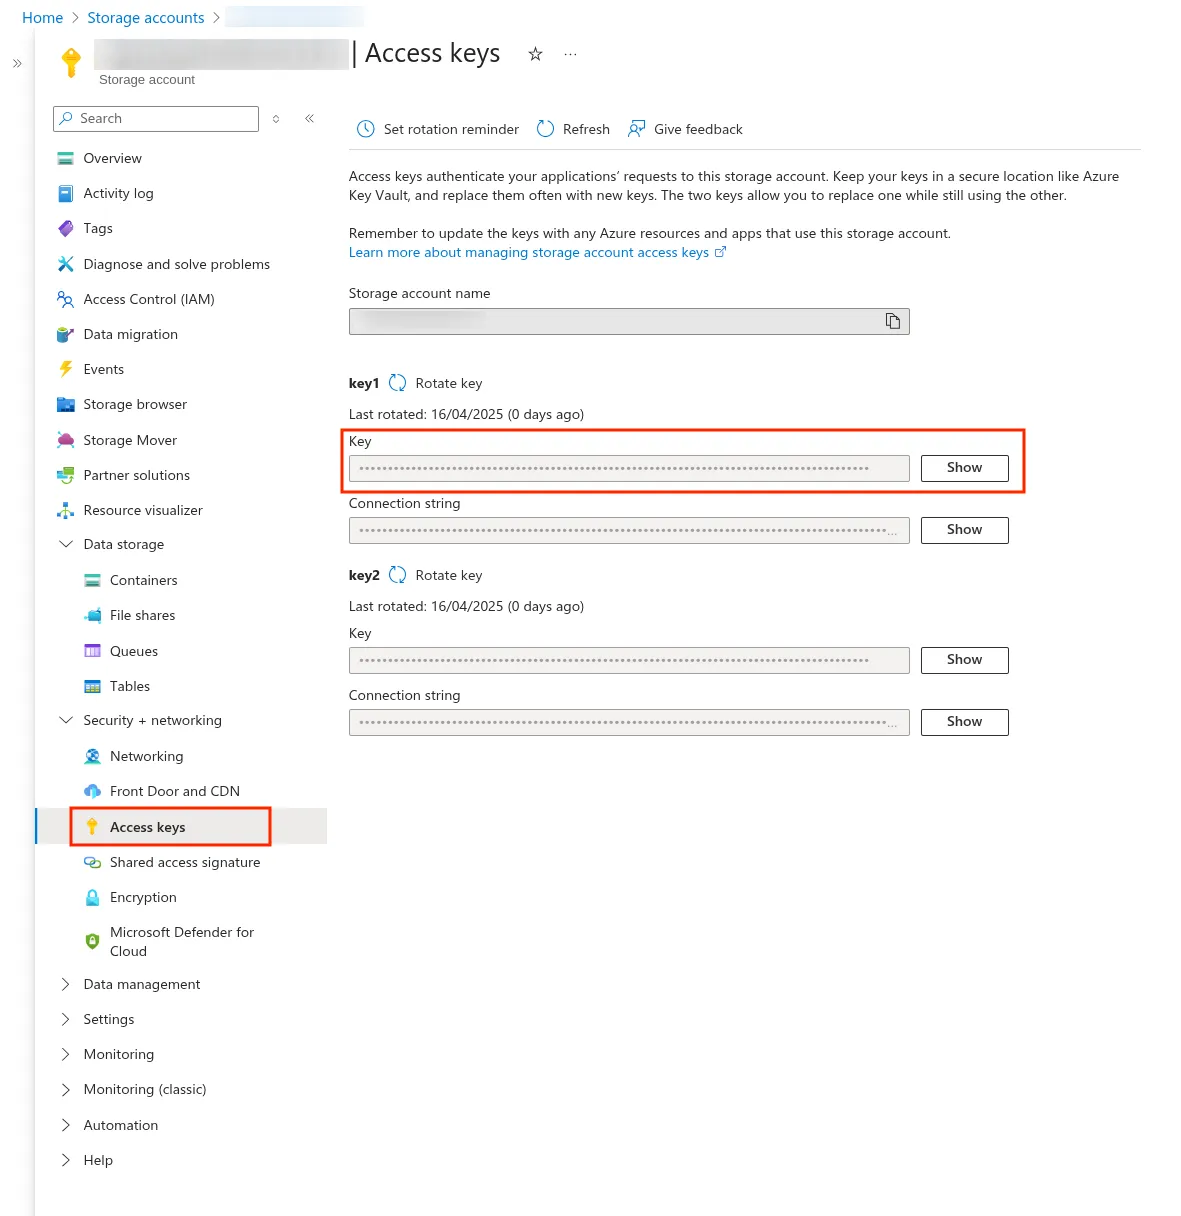 Home > Storage accounts >
| Access keys
Storage account
Search
Overview
Activity log
Tags
Diagnose and solve problems
Access Control (IAM)
Data migration
Events
Storage browser
Storage Mover
Partner solutions
Resource visualizer
Data storage
Containers
File shares
Queues
Tables
Security + networking
Networking
Front Door and CDN
Access keys
Shared access signature
Encryption
Microsoft Defender for
Cloud
Data management
Settings
Monitoring
Monitoring (classic)
Automation
Help
Set rotation reminder Refresh Give feedback
Access keys authenticate your applications’ requests to this storage account. Keep your keys in a secure location like Azure
Key Vault, and replace them often with new keys. The two keys allow you to replace one while still using the other.
Remember to update the keys with any Azure resources and apps that use this storage account.
Learn more about managing storage account access keys
Storage account name
key1 Rotate key
Last rotated: 16/04/2025 (0 days ago)
Key
Show
Connection string
Show
key2 Rotate key
Last rotated: 16/04/2025 (0 days ago)
Key
Show
Connection string
Show